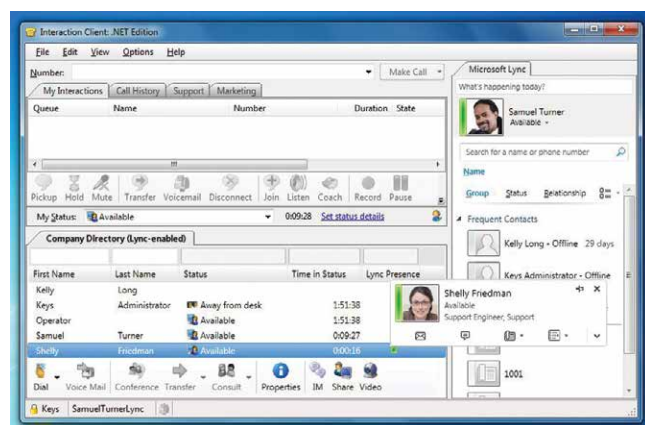 Interaction Client: .NET Edition
File Edit View Options Help
Number: Make Call
My Interactions Call History Support Marketing
Queue Name Number Duration State
Pickup Hold Mute Transfer Voicemail Disconnect Join Listen Coach Record Pause
My Status: Available 0:09:28 Set status details
Company Directory (Lync-enabled)
First Name Last Name Status Time in Status Lync Presence
Kelly Long
Keys Administrator Away from desk 1:51:38
Operator Available 1:51:38
Samuel Turner Available 0:09:27
Shelly Friedman Available 0:00:16
Dial Voice Mail Conference Transfer Consult Properties IM Share Video
Keys SamuelTurnerLync
Microsoft Lync
What's happening today?
Samuel Turner
Available
Search for a name or phone number
Name
Group Status Relationship
Frequent Contacts
Kelly Long - Offline 29 days
Keys Administrator - Offline
Shelly Friedman
Available
Support Engineer, Support
1001